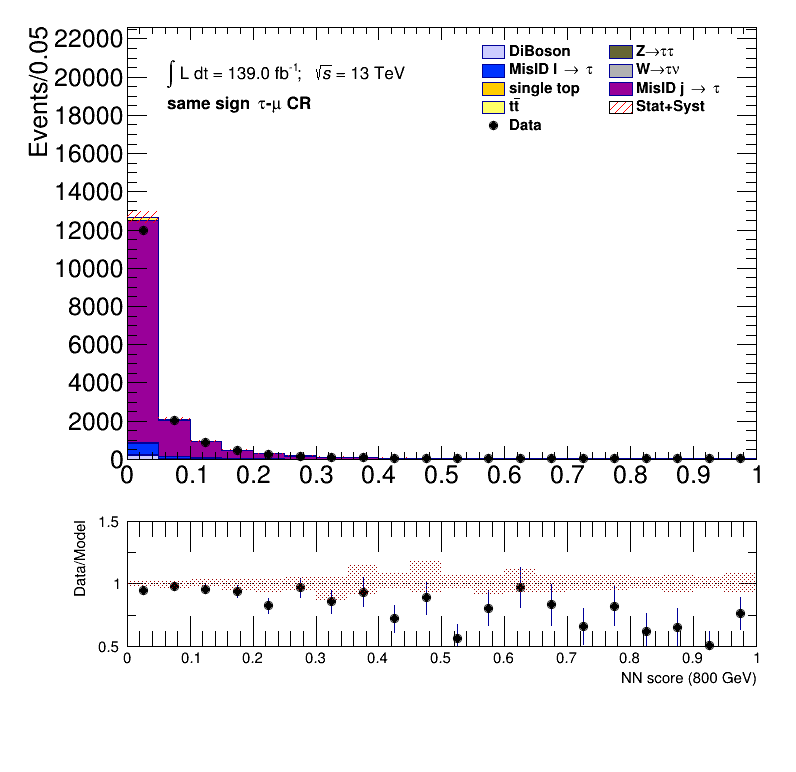 Events/0.05
22000
20000
18000
16000
14000
12000
10000
8000
6000
4000
2000
0
∫ L dt = 139.0 fb⁻¹; √s = 13 TeV
same sign τ-μ CR
DiBoson
MisID l → τ
single top
tt̄
Data
Z→ττ
W→τν
MisID j → τ
Stat+Syst
0 0.1 0.2 0.3 0.4 0.5 0.6 0.7 0.8 0.9 1
Data/Model
1.5
1
0.5
0 0.1 0.2 0.3 0.4 0.5 0.6 0.7 0.8 0.9 1
NN score (800 GeV)